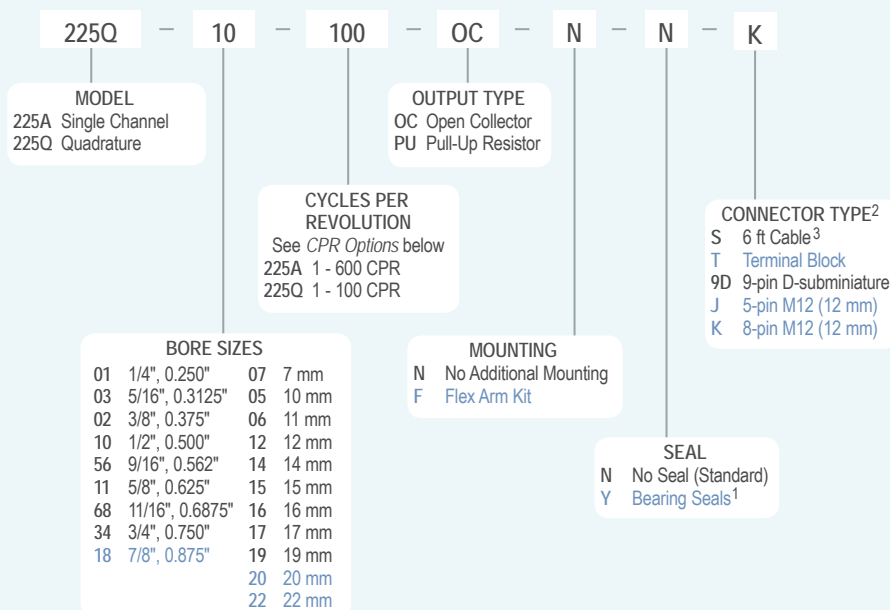 225Q – 10 – 100 – OC – N – N – K
MODEL
225A Single Channel
225Q Quadrature
OUTPUT TYPE
OC Open Collector
PU Pull-Up Resistor
CYCLES PER
REVOLUTION
See CPR Options below
225A 1 - 600 CPR
225Q 1 - 100 CPR
CONNECTOR TYPE2
S 6 ft Cable3
T Terminal Block
9D 9-pin D-subminiature
J 5-pin M12 (12 mm)
K 8-pin M12 (12 mm)
BORE SIZES
01 1/4", 0.250" 07 7 mm
03 5/16", 0.3125" 05 10 mm
02 3/8", 0.375" 06 11 mm
10 1/2", 0.500" 12 12 mm
56 9/16", 0.562" 14 14 mm
11 5/8", 0.625" 15 15 mm
68 11/16", 0.6875" 16 16 mm
34 3/4", 0.750" 17 17 mm
18 7/8", 0.875" 19 19 mm
20 20 mm
22 22 mm
MOUNTING
N No Additional Mounting
F Flex Arm Kit
SEAL
N No Seal (Standard)
Y Bearing Seals1